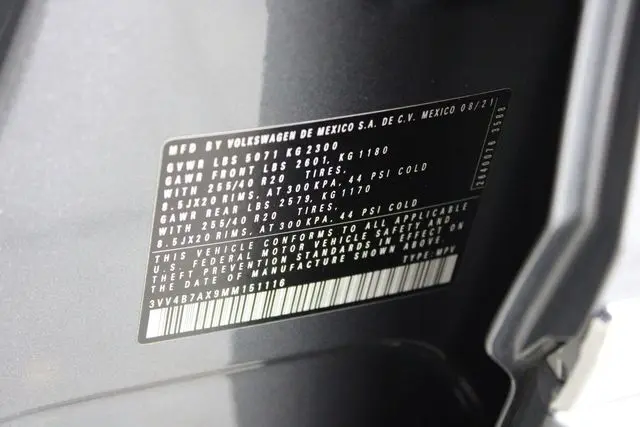 MFD BY VOLKSWAGEN DE MEXICO S.A. DE C.V. MEXICO 08/21
GVWR LBS 5071 KG 2300
GAWR FRONT LBS 2601, KG 1180
WITH 255/40 R20 TIRES,
8.5JX20 RIMS, AT 300 KPA, 44 PSI COLD
GAWR REAR LBS 2579, KG 1170
WITH 255/40 R20 TIRES,
8.5JX20 RIMS, AT 300 KPA, 44 PSI COLD
THIS VEHICLE CONFORMS TO ALL APPLICABLE
U.S. FEDERAL MOTOR VEHICLE SAFETY AND
THEFT PREVENTION STANDARDS IN EFFECT ON
THE DATE OF MANUFACTURE SHOWN ABOVE.
3VV4B7AX9MM151116 TYPE: MPV